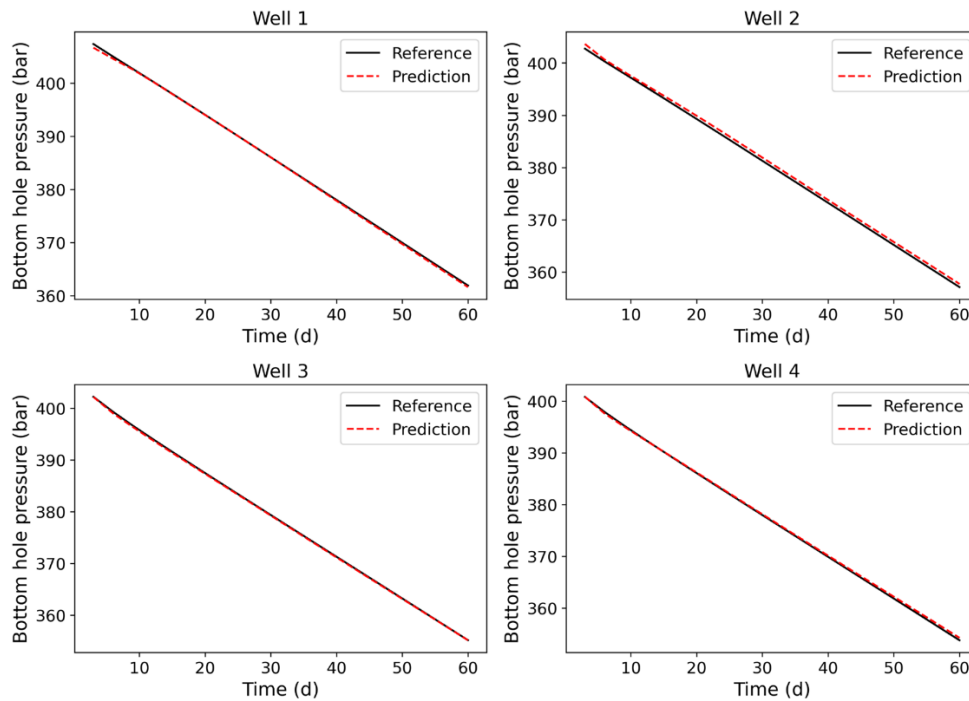 Well 1
Bottom hole pressure (bar)
400
390
380
370
360
Reference
Prediction
10
20
30
40
50
60
Time (d)
Well 2
Bottom hole pressure (bar)
400
390
380
370
360
Reference
Prediction
10
20
30
40
50
60
Time (d)
Well 3
Bottom hole pressure (bar)
400
390
380
370
360
Reference
Prediction
10
20
30
40
50
60
Time (d)
Well 4
Bottom hole pressure (bar)
400
390
380
370
360
Reference
Prediction
10
20
30
40
50
60
Time (d)